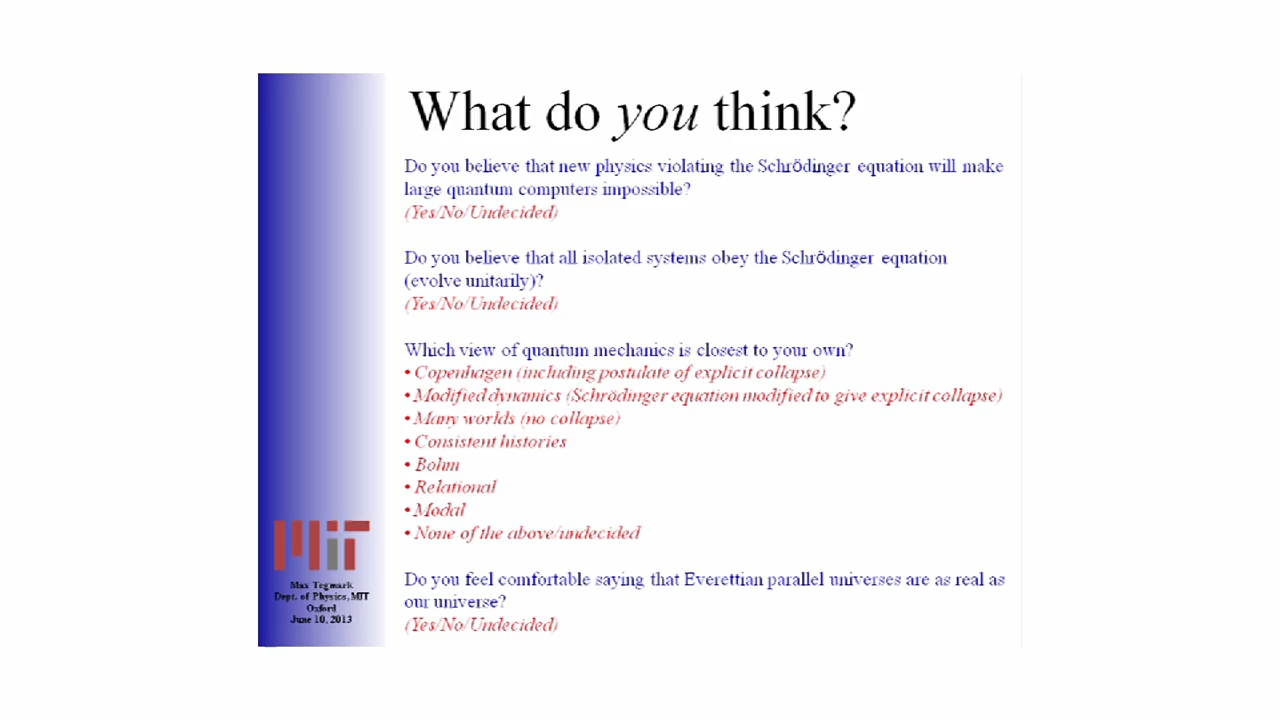 What do you think?
Do you believe that new physics violating the Schrödinger equation will make
large quantum computers impossible?
(Yes/No/Undecided)
Do you believe that all isolated systems obey the Schrödinger equation
(evolve unitarily)?
(Yes/No/Undecided)
Which view of quantum mechanics is closest to your own?
• Copenhagen (including postulate of explicit collapse)
• Modified dynamics (Schrödinger equation modified to give explicit collapse)
• Many worlds (no collapse)
• Consistent histories
• Bohm
• Relational
• Modal
• None of the above/undecided
Do you feel comfortable saying that Everettian parallel universes are as real as
our universe?
(Yes/No/Undecided)
MIT
Max Tegmark
Dept. of Physics, MIT
Oxford
June 10, 2013